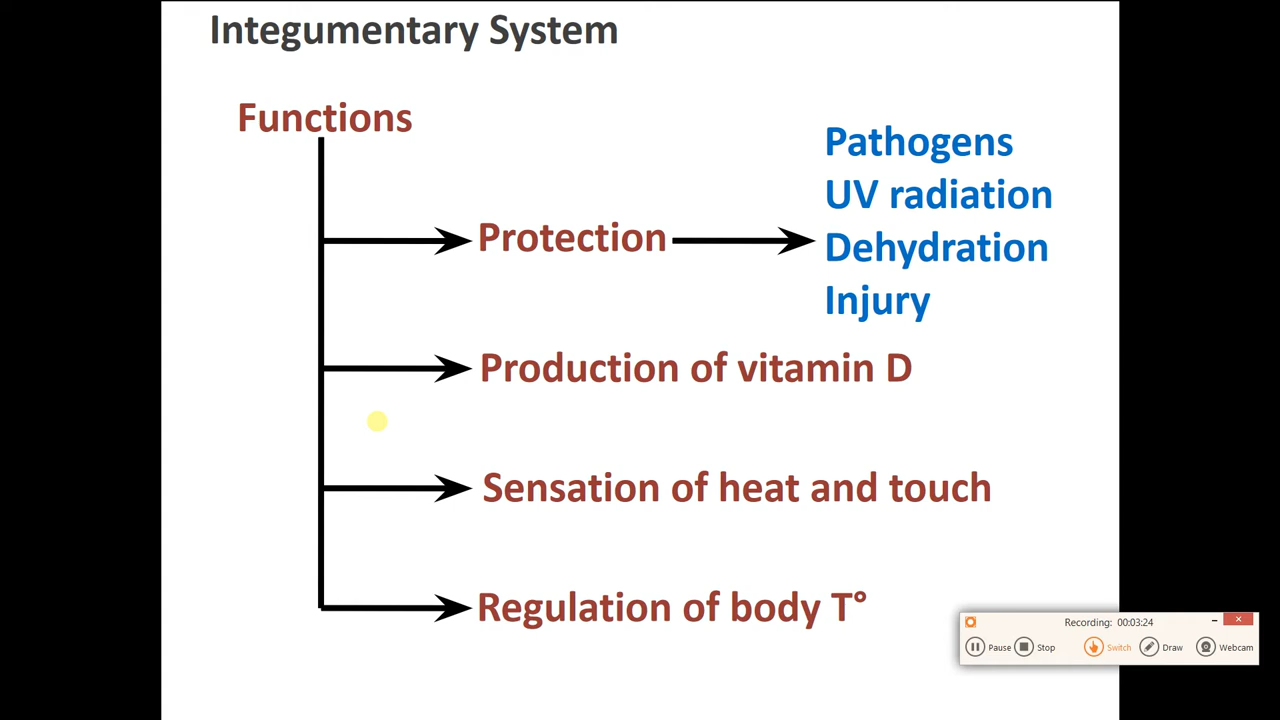 Integumentary System
Functions
Pathogens
UV radiation
Protection
Dehydration
Injury
Production of vitamin D
Sensation of heat and touch
Regulation of body T°
Recording: 00:03:24
Pause Stop Switch Draw Webcam